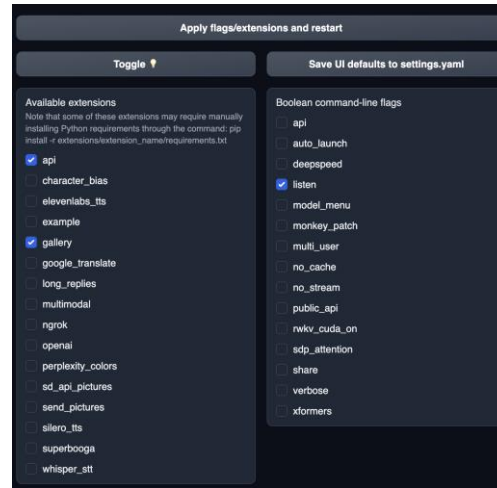 Apply flags/extensions and restart
Toggle 💡
Save UI defaults to settings.yaml
Available extensions
Note that some of these extensions may require manually
installing Python requirements through the command: pip
install -r extensions/extension_name/requirements.txt
api
character_bias
elevenlabs_tts
example
gallery
google_translate
long_replies
multimodal
ngrok
openai
perplexity_colors
sd_api_pictures
send_pictures
silero_tts
superbooga
whisper_stt
Boolean command-line flags
api
auto_launch
deepspeed
listen
model_menu
monkey_patch
multi_user
no_cache
no_stream
public_api
rwkv_cuda_on
sdp_attention
share
verbose
xformers